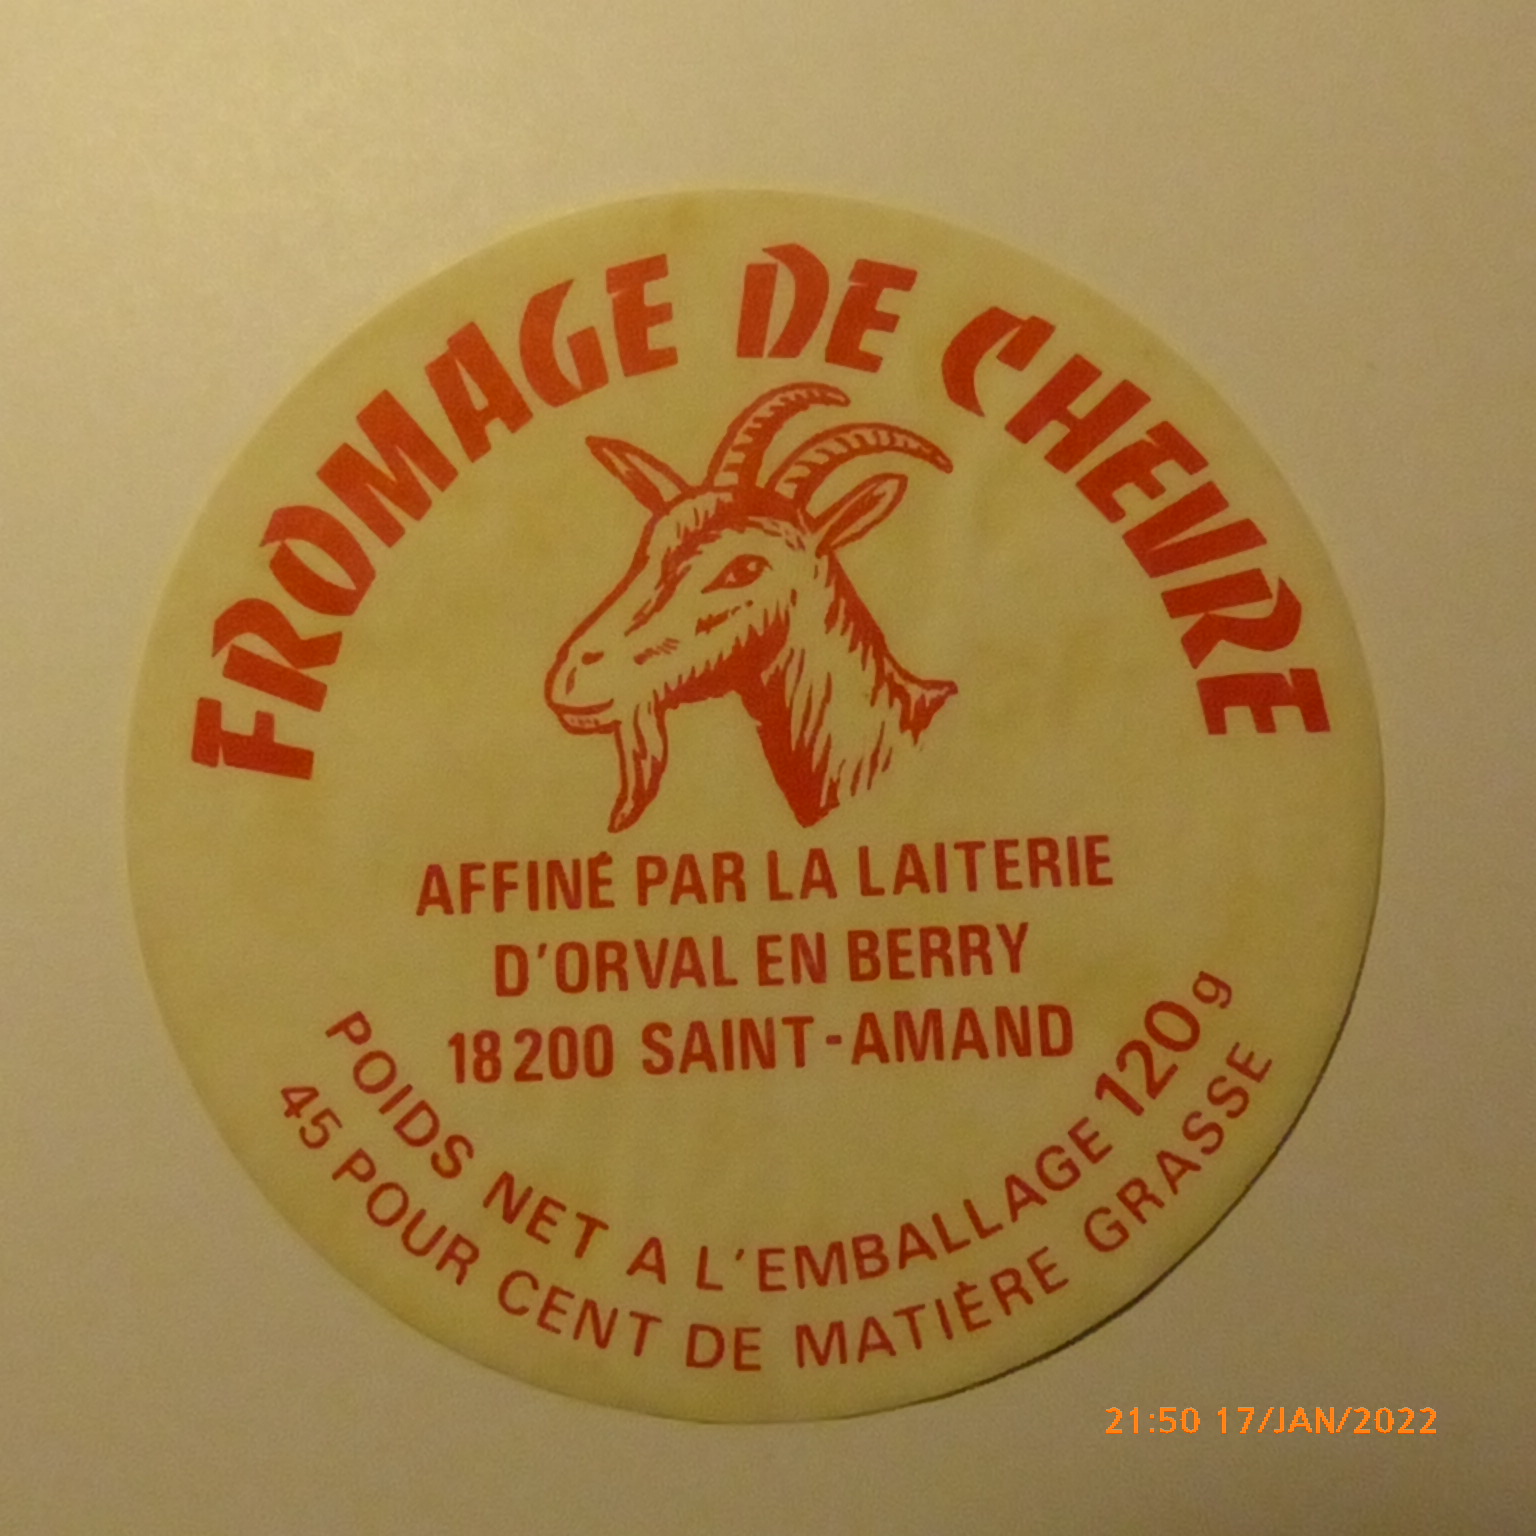 FROMAGE DE CHEVRE
AFFINÉ PAR LA LAITERIE
D'ORVAL EN BERRY
18200 SAINT-AMAND
POIDS NET A L'EMBALLAGE 120g
45 POUR CENT DE MATIÈRE GRASSE
21:50 17/JAN/2022